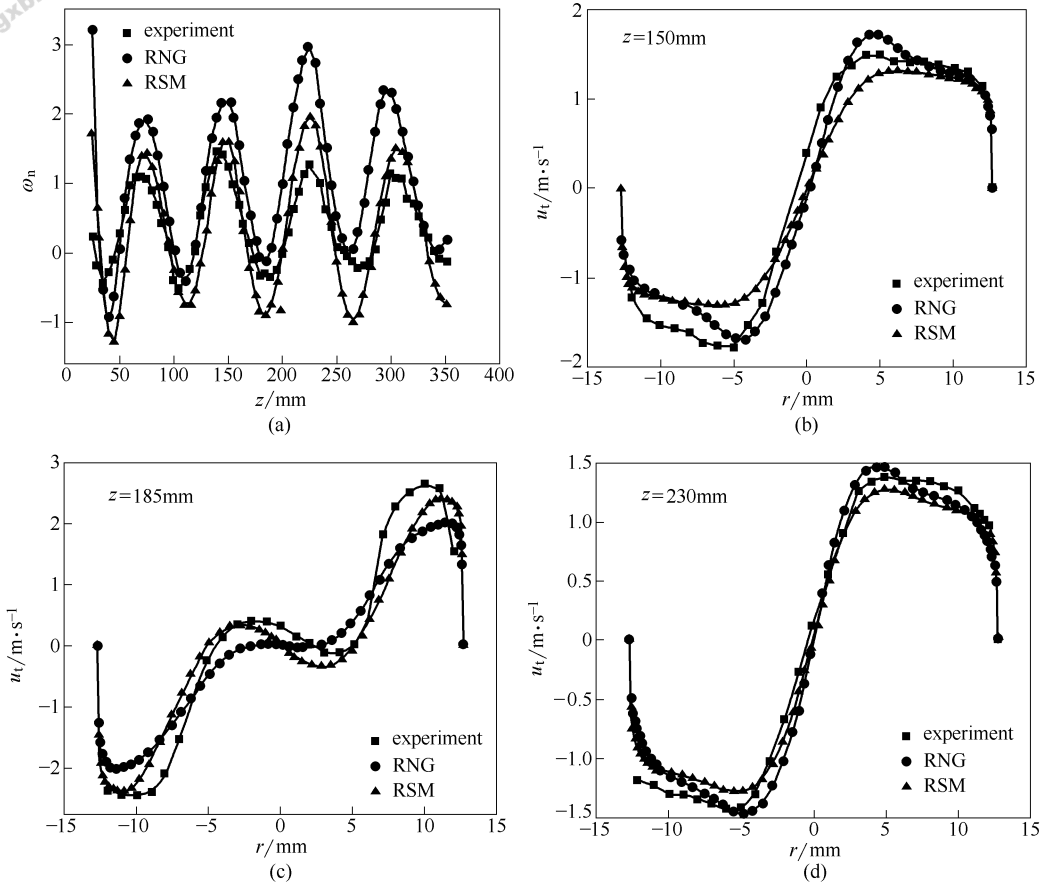 gxb
3
2
1
0
−1
ωn
experiment
RNG
RSM
0 50 100 150 200 250 300 350 400
z/mm
(a)
2
1
0
−1
−2
ut/m·s−1
z=150mm
experiment
RNG
RSM
−15 −10 −5 0 5 10 15
r/mm
(b)
3
2
1
0
−1
−2
ut/m·s−1
z=185mm
experiment
RNG
RSM
−15 −10 −5 0 5 10 15
r/mm
(c)
1.5
1.0
0.5
0
−0.5
−1.0
−1.5
ut/m·s−1
z=230mm
experiment
RNG
RSM
−15 −10 −5 0 5 10 15
r/mm
(d)